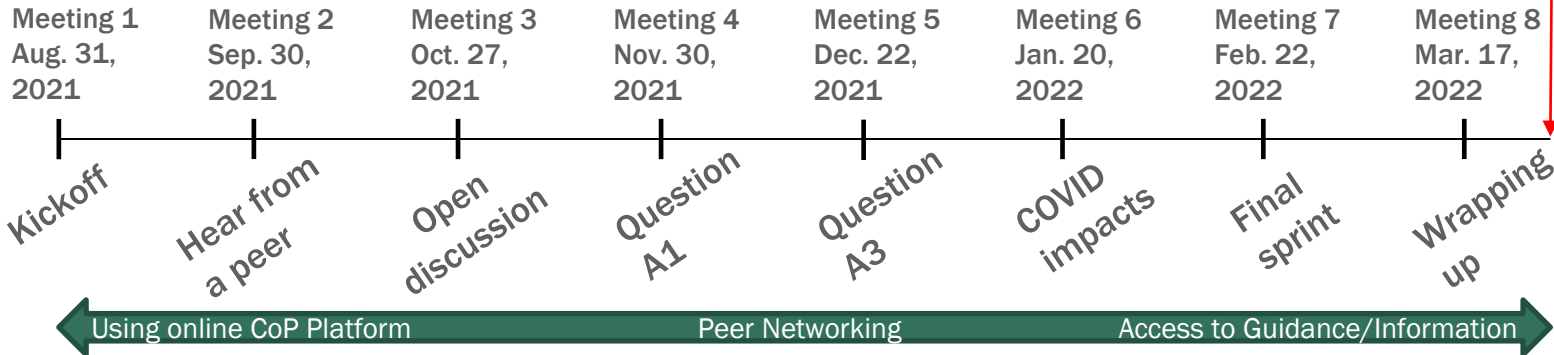 Meeting 1
Aug. 31,
2021
Meeting 2
Sep. 30,
2021
Meeting 3
Oct. 27,
2021
Meeting 4
Nov. 30,
2021
Meeting 5
Dec. 22,
2021
Meeting 6
Jan. 20,
2022
Meeting 7
Feb. 22,
2022
Meeting 8
Mar. 17,
2022
Kickoff
Hear from
a peer
Open
discussion
Question
A1
Question
A3
COVID
impacts
Final
sprint
Wrapping
up
Using online CoP Platform
Peer Networking
Access to Guidance/Information